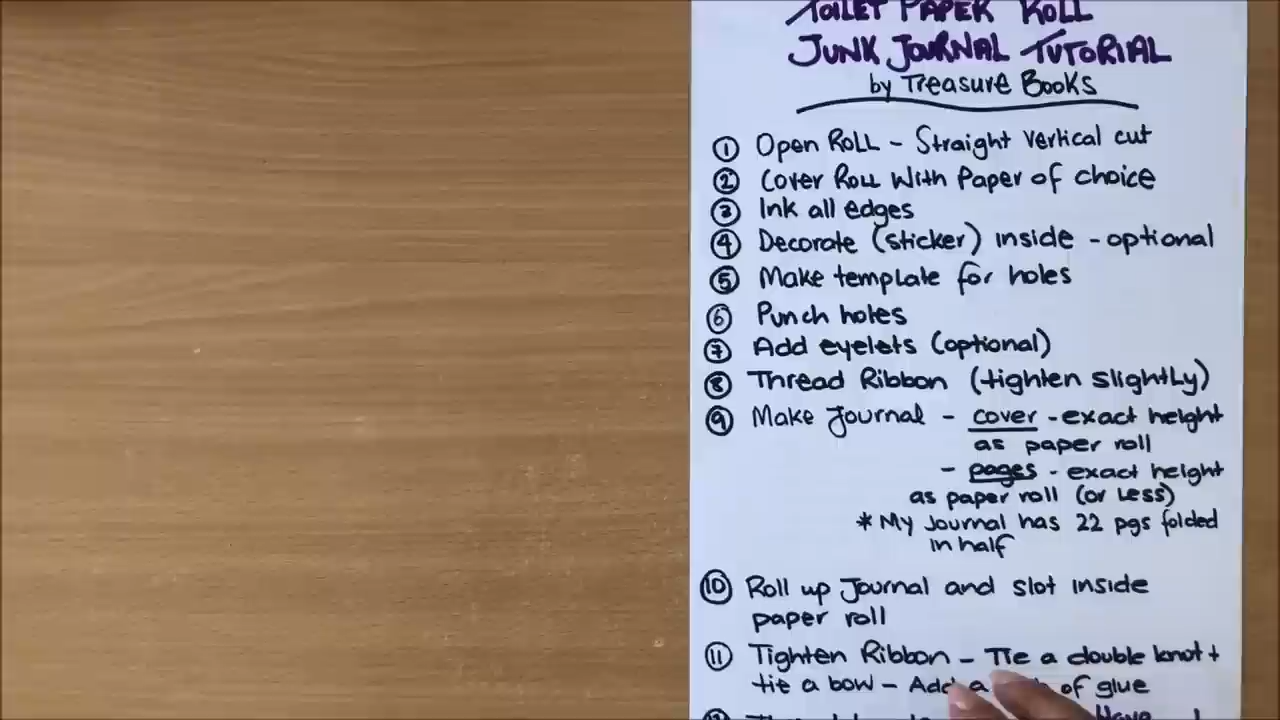 TOILET PAPER ROLL
JUNK JOURNAL TUTORIAL
by Treasure Books
① Open Roll - Straight vertical cut
② Cover Roll With Paper of choice
③ Ink all edges
④ Decorate (sticker) inside - optional
⑤ Make template for holes
⑥ Punch holes
⑦ Add eyelets (optional)
⑧ Thread Ribbon (tighten slightly)
⑨ Make Journal - cover - exact height
as paper roll
- pages - exact height
as paper roll (or less)
* My Journal has 22 pgs folded
in half
⑩ Roll up Journal and slot inside
paper roll
⑪ Tighten Ribbon - Tie a double knot +
tie a bow - Add a of glue